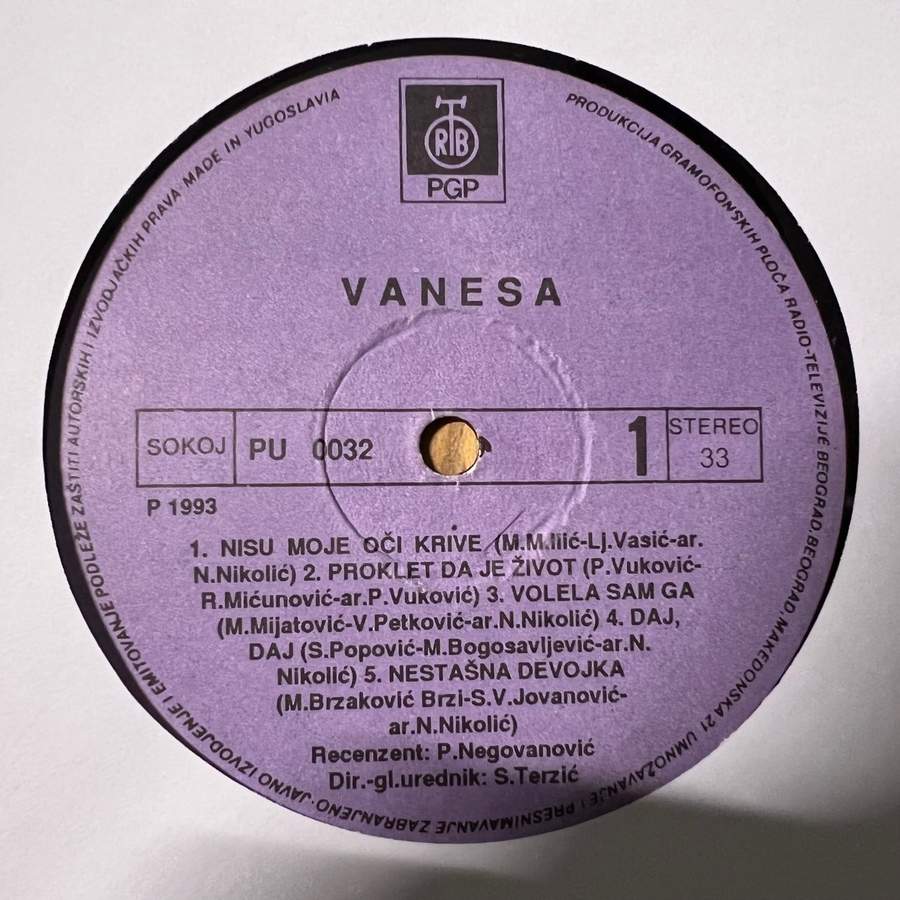 RTB
PGP
PRODUKCIJA GRAMOFONSKIH PLOČA RADIO-TELEVIZIJE BEOGRAD, BEOGRAD, MAKEDONSKA 21 UMNOŽAVANJE I PRESNIMAVAMNJE ZABRANJENO. JAVNO IZVODJENJE I EMITOVANJE PODLEŽE ZAŠTITI AUTORSKIH I IZVODJAČKIH PRAVA MADE IN YUGOSLAVIA
VANESA
SOKOJ PU 0032 1 STEREO
33
P 1993
1. NISU MOJE OČI KRIVE (M.M.Ilić-Lj.Vasić-ar.
N.Nikolić) 2. PROKLET DA JE ŽIVOT (P.Vuković-
R.Mićunović-ar.P.Vuković) 3. VOLELA SAM GA
(M.Mijatović-V.Petković-ar.N.Nikolić) 4. DAJ,
DAJ (S.Popović-M.Bogosavljević-ar.N.
Nikolić) 5. NESTAŠNA DEVOJKA
(M.Brzaković Brzi-S.V.Jovanović-
ar.N.Nikolić)
Recenzent: P.Negovanović
Dir.-gl.urednik: S.Terzić